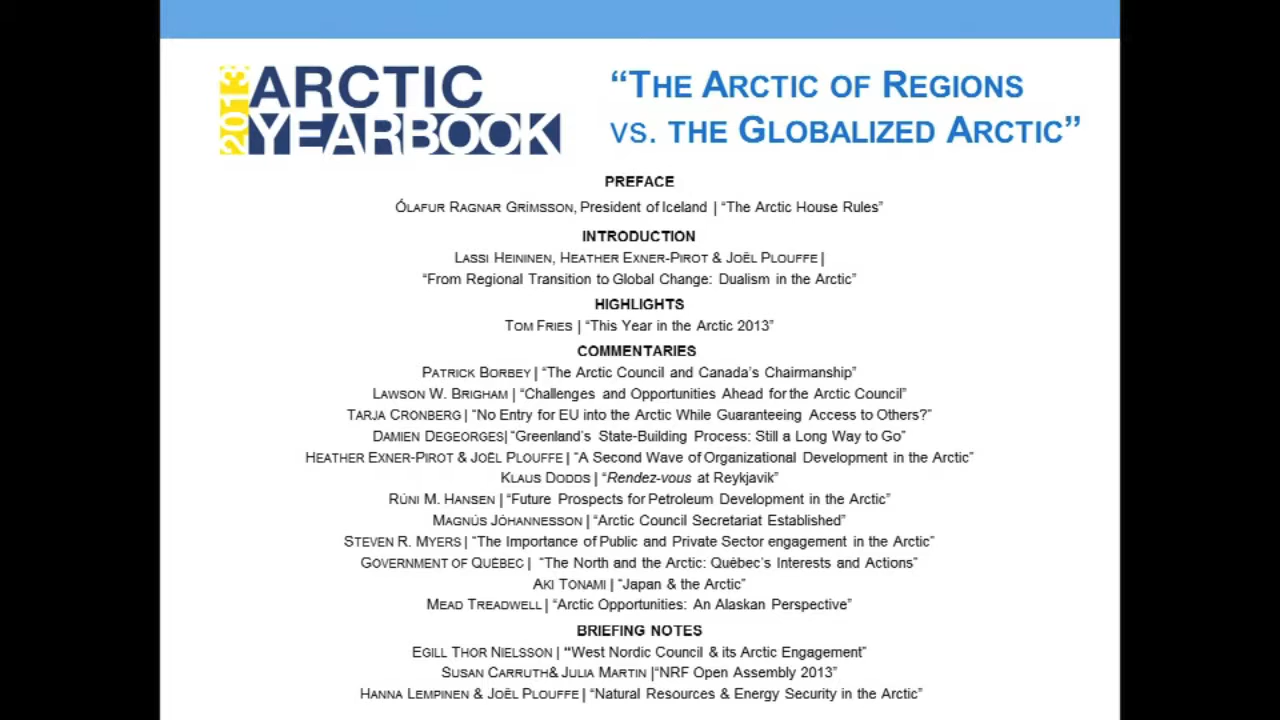 2013
ARCTIC
YEARBOOK
“THE ARCTIC OF REGIONS
VS. THE GLOBALIZED ARCTIC”
PREFACE
ÓLAFUR RAGNAR GRÍMSSON, President of Iceland | “The Arctic House Rules”
INTRODUCTION
LASSI HEININEN, HEATHER EXNER-PIROT & JOËL PLOUFFE |
“From Regional Transition to Global Change: Dualism in the Arctic”
HIGHLIGHTS
TOM FRIES | “This Year in the Arctic 2013”
COMMENTARIES
PATRICK BORBEY | “The Arctic Council and Canada’s Chairmanship”
LAWSON W. BRIGHAM | “Challenges and Opportunities Ahead for the Arctic Council”
TARJA CRONBERG | “No Entry for EU into the Arctic While Guaranteeing Access to Others?”
DAMIEN DEGEORGES| “Greenland’s State-Building Process: Still a Long Way to Go”
HEATHER EXNER-PIROT & JOËL PLOUFFE | “A Second Wave of Organizational Development in the Arctic”
KLAUS DODDS | “Rendez-vous at Reykjavik”
RÚNI M. HANSEN | “Future Prospects for Petroleum Development in the Arctic”
MAGNÚS JÓHANNESSON | “Arctic Council Secretariat Established”
STEVEN R. MYERS | “The Importance of Public and Private Sector engagement in the Arctic”
GOVERNMENT OF QUÉBEC | “The North and the Arctic: Québec’s Interests and Actions”
AKI TONAMI | “Japan & the Arctic”
MEAD TREADWELL | “Arctic Opportunities: An Alaskan Perspective”
BRIEFING NOTES
EGILL THOR NIELSSON | “West Nordic Council & its Arctic Engagement”
SUSAN CARRUTH& JULIA MARTIN |“NRF Open Assembly 2013”
HANNA LEMPINEN & JOËL PLOUFFE | “Natural Resources & Energy Security in the Arctic”